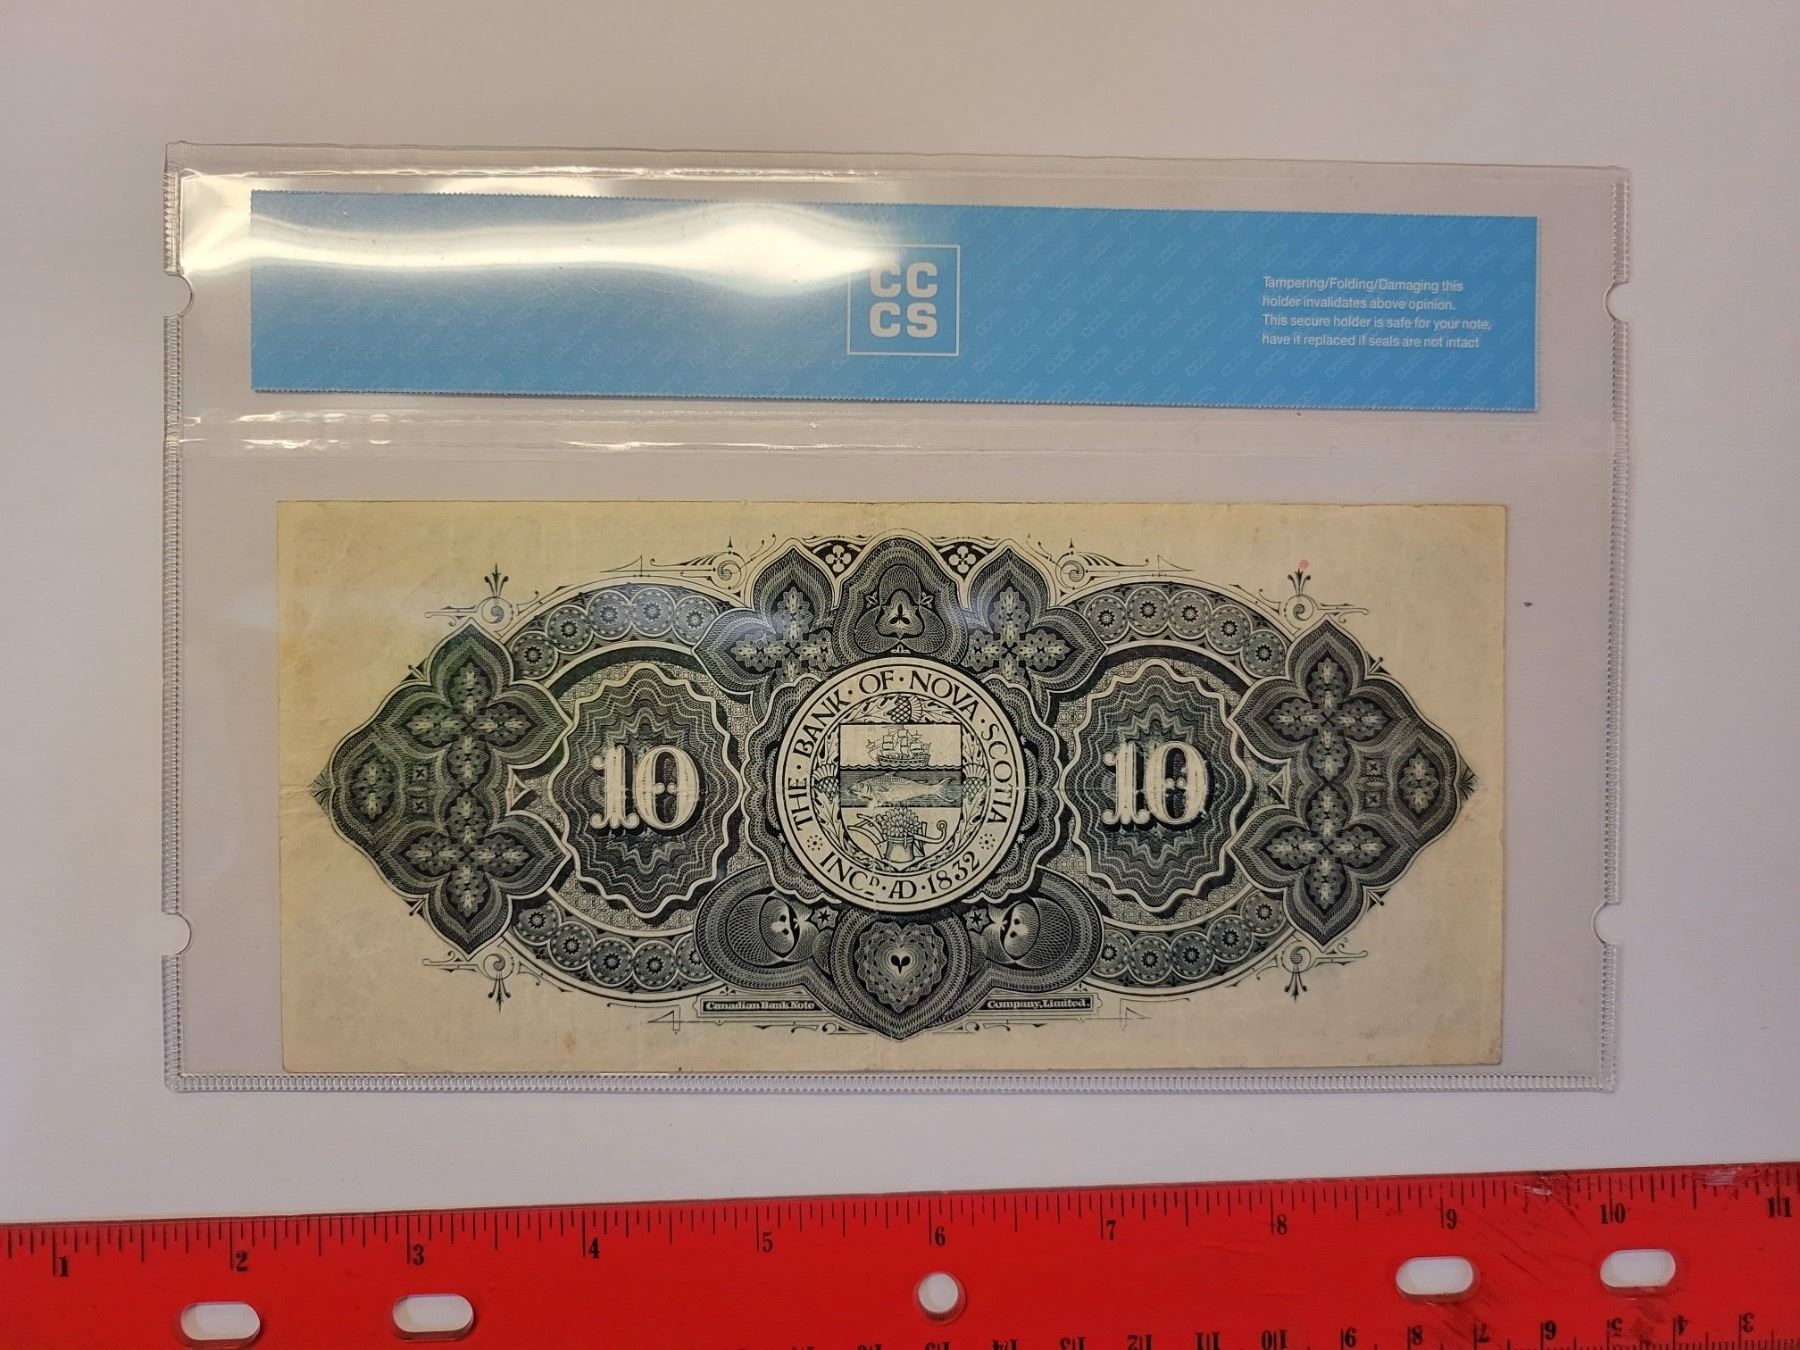 CC
CS
Tampering/Folding/Damaging this
holder invalidates above opinion.
This secure holder is safe for your note,
have it replaced if seals are not intact
THE · BANK · OF · NOVA · SCOTIA
INCD · AD · 1832
10
10
Canadian Bank Note
Company, Limited.
1 2 3 4 5 6 7 8 9 10 11